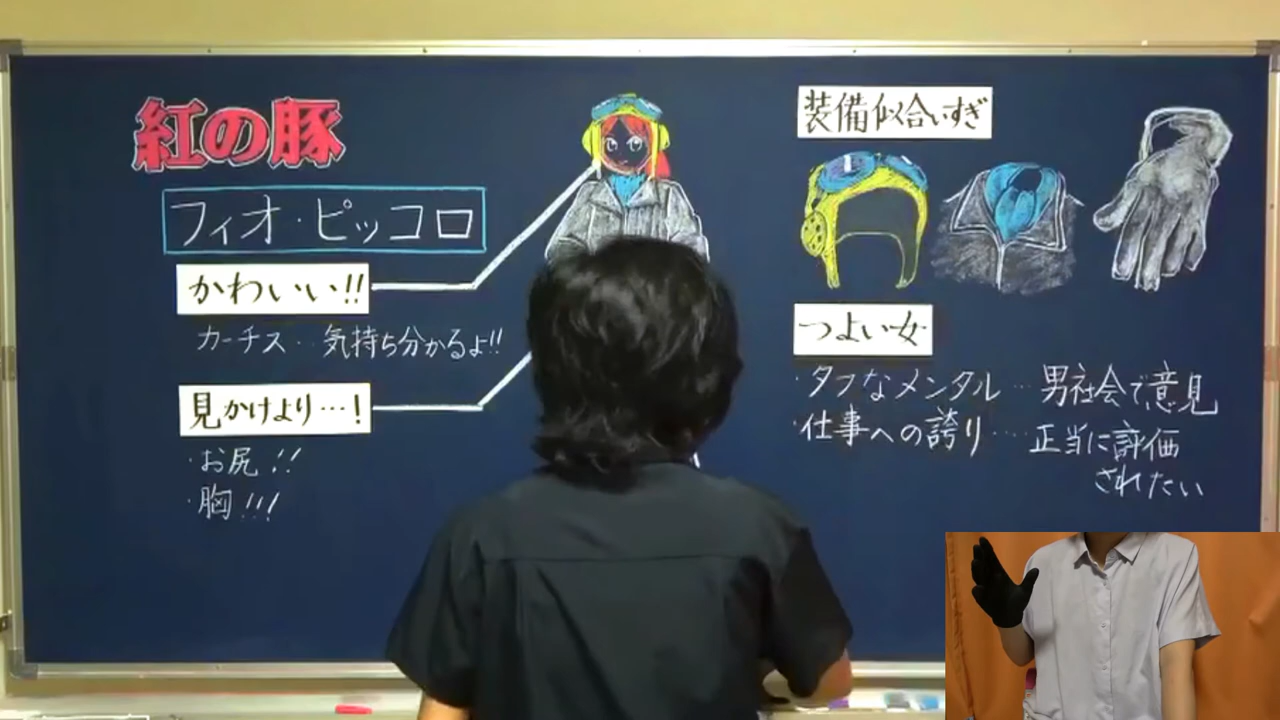 紅の豚
フィオ・ピッコロ
かわいい!!
カーチス…気持ち分かるよ!!
見かけより…!
・お尻!!
・胸!!!
装備似合いすぎ
つよい女
・タフなメンタル…男社会で意見
・仕事への誇り…正当に評価
されたい